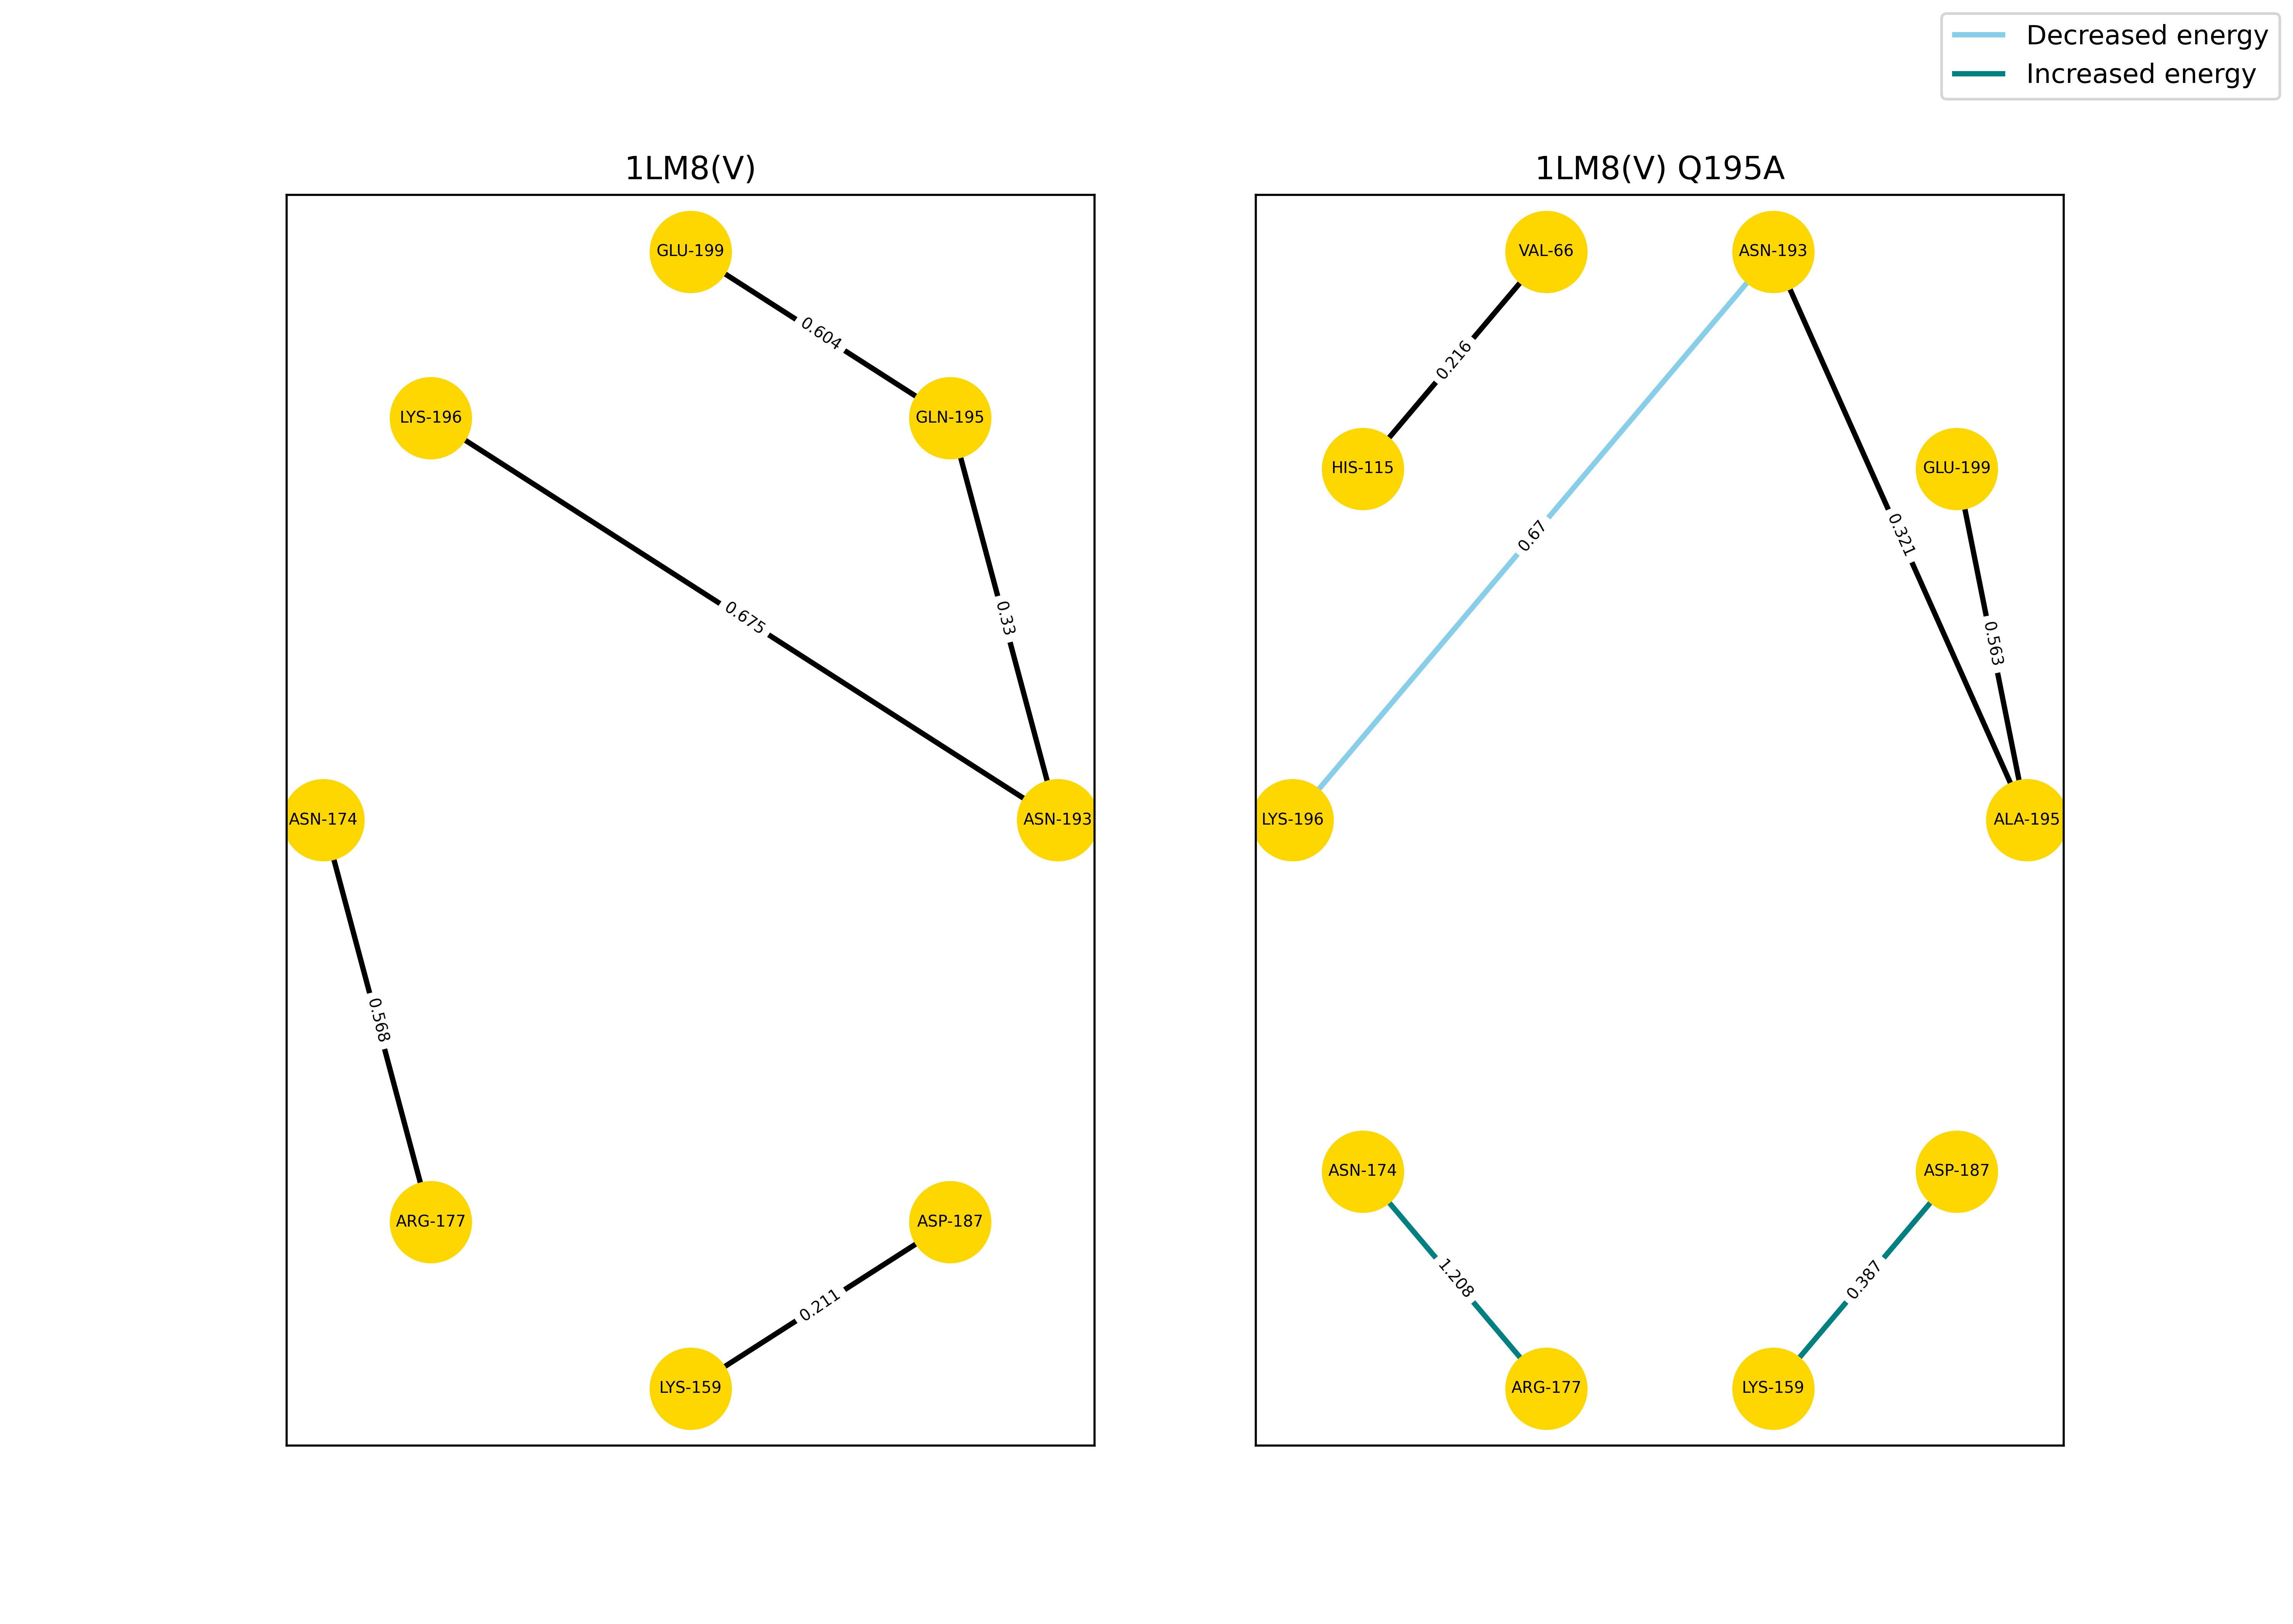 Decreased energy
Increased energy
1LM8(V)
GLU-199
0.604
LYS-196
GLN-195
0.675
0.33
ASN-174
ASN-193
0.568
ARG-177
ASP-187
0.211
LYS-159
1LM8(V) Q195A
VAL-66
ASN-193
0.216
HIS-115
GLU-199
0.67
0.321
0.563
LYS-196
ALA-195
ASN-174
ASP-187
1.208
0.387
ARG-177
LYS-159